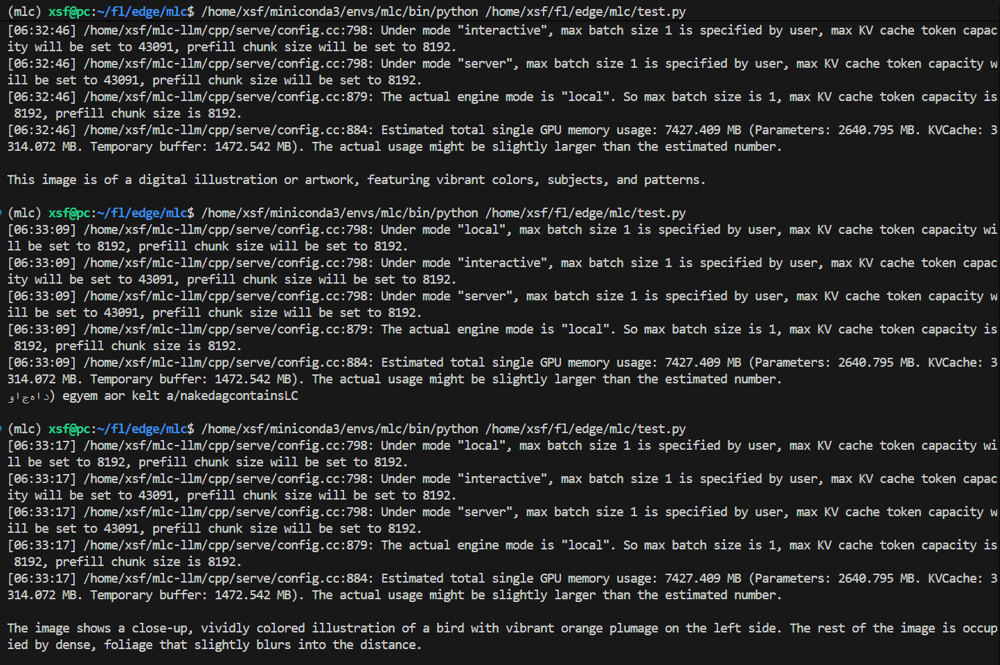 (mlc) xsf@pc:~/fl/edge/mlc$ /home/xsf/miniconda3/envs/mlc/bin/python /home/xsf/fl/edge/mlc/test.py
[06:32:46] /home/xsf/mlc-llm/cpp/serve/config.cc:798: Under mode "interactive", max batch size 1 is specified by user, max KV cache token capac
ity will be set to 43091, prefill chunk size will be set to 8192.
[06:32:46] /home/xsf/mlc-llm/cpp/serve/config.cc:798: Under mode "server", max batch size 1 is specified by user, max KV cache token capacity w
ill be set to 43091, prefill chunk size will be set to 8192.
[06:32:46] /home/xsf/mlc-llm/cpp/serve/config.cc:879: The actual engine mode is "local". So max batch size is 1, max KV cache token capacity is
 8192, prefill chunk size is 8192.
[06:32:46] /home/xsf/mlc-llm/cpp/serve/config.cc:884: Estimated total single GPU memory usage: 7427.409 MB (Parameters: 2640.795 MB. KVCache: 3
314.072 MB. Temporary buffer: 1472.542 MB). The actual usage might be slightly larger than the estimated number.
This image is of a digital illustration or artwork, featuring vibrant colors, subjects, and patterns.
(mlc) xsf@pc:~/fl/edge/mlc$ /home/xsf/miniconda3/envs/mlc/bin/python /home/xsf/fl/edge/mlc/test.py
[06:33:09] /home/xsf/mlc-llm/cpp/serve/config.cc:798: Under mode "local", max batch size 1 is specified by user, max KV cache token capacity wi
ll be set to 8192, prefill chunk size will be set to 8192.
[06:33:09] /home/xsf/mlc-llm/cpp/serve/config.cc:798: Under mode "interactive", max batch size 1 is specified by user, max KV cache token capac
ity will be set to 43091, prefill chunk size will be set to 8192.
[06:33:09] /home/xsf/mlc-llm/cpp/serve/config.cc:798: Under mode "server", max batch size 1 is specified by user, max KV cache token capacity w
ill be set to 43091, prefill chunk size will be set to 8192.
[06:33:09] /home/xsf/mlc-llm/cpp/serve/config.cc:879: The actual engine mode is "local". So max batch size is 1, max KV cache token capacity is
 8192, prefill chunk size is 8192.
[06:33:09] /home/xsf/mlc-llm/cpp/serve/config.cc:884: Estimated total single GPU memory usage: 7427.409 MB (Parameters: 2640.795 MB. KVCache: 3
314.072 MB. Temporary buffer: 1472.542 MB). The actual usage might be slightly larger than the estimated number.
) egyem aor kelt a/nakedagcontainsLC
(mlc) xsf@pc:~/fl/edge/mlc$ /home/xsf/miniconda3/envs/mlc/bin/python /home/xsf/fl/edge/mlc/test.py
[06:33:17] /home/xsf/mlc-llm/cpp/serve/config.cc:798: Under mode "local", max batch size 1 is specified by user, max KV cache token capacity wi
ll be set to 8192, prefill chunk size will be set to 8192.
[06:33:17] /home/xsf/mlc-llm/cpp/serve/config.cc:798: Under mode "interactive", max batch size 1 is specified by user, max KV cache token capac
ity will be set to 43091, prefill chunk size will be set to 8192.
[06:33:17] /home/xsf/mlc-llm/cpp/serve/config.cc:798: Under mode "server", max batch size 1 is specified by user, max KV cache token capacity w
ill be set to 43091, prefill chunk size will be set to 8192.
[06:33:17] /home/xsf/mlc-llm/cpp/serve/config.cc:879: The actual engine mode is "local". So max batch size is 1, max KV cache token capacity is
 8192, prefill chunk size is 8192.
[06:33:17] /home/xsf/mlc-llm/cpp/serve/config.cc:884: Estimated total single GPU memory usage: 7427.409 MB (Parameters: 2640.795 MB. KVCache: 3
314.072 MB. Temporary buffer: 1472.542 MB). The actual usage might be slightly larger than the estimated number.
The image shows a close-up, vividly colored illustration of a bird with vibrant orange plumage on the left side. The rest of the image is occup
ied by dense, foliage that slightly blurs into the distance.